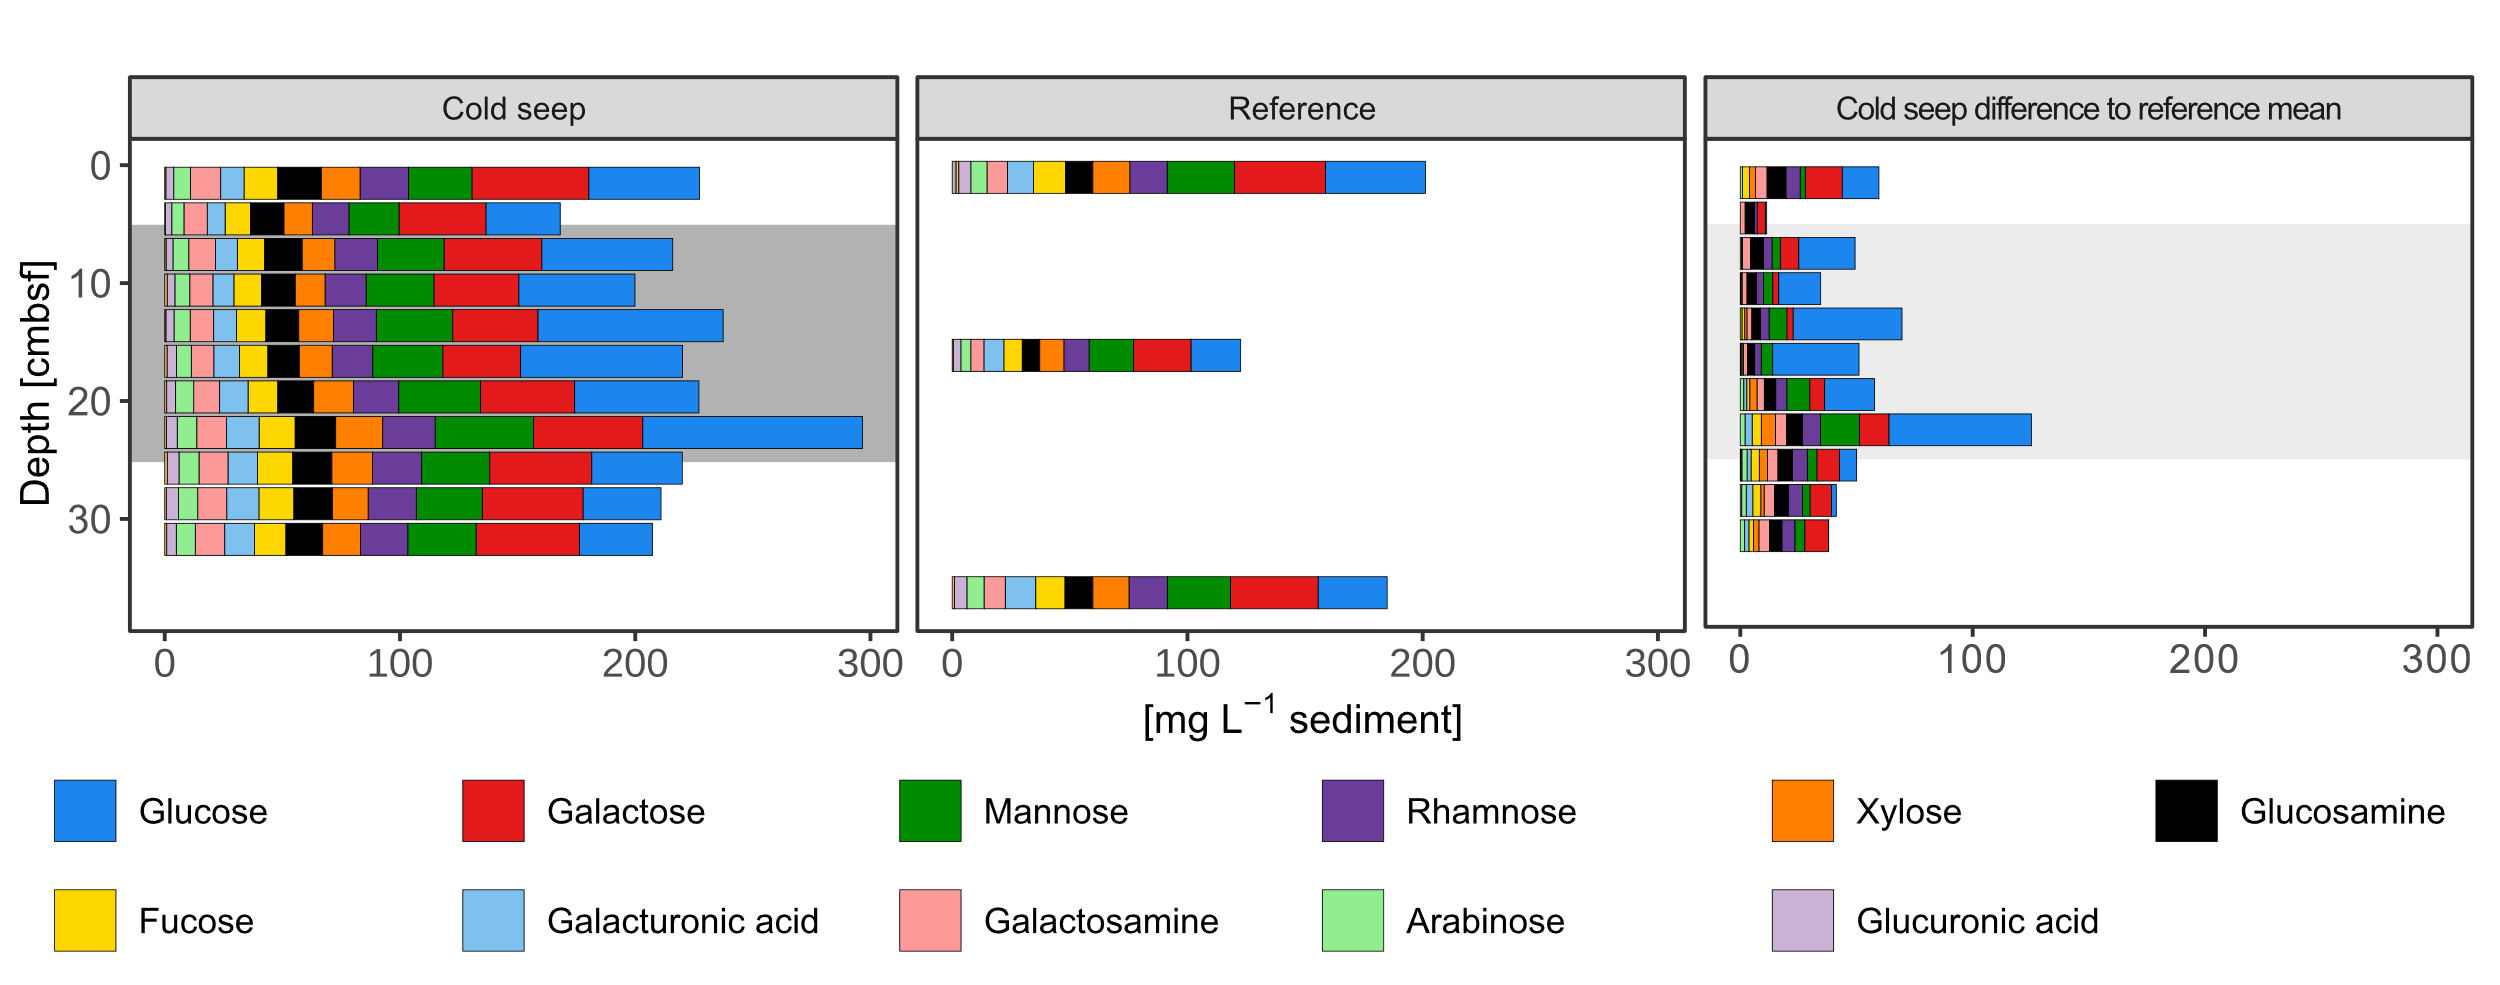 Cold seep
Reference
Cold seep difference to reference mean
Depth [cmbsf]
0
10
20
30
0 100 200 300
0 100 200 300
0 100 200 300
[mg L⁻¹ sediment]
Glucose Galactose Mannose Rhamnose Xylose Glucosamine
Fucose Galacturonic acid Galactosamine Arabinose Glucuronic acid